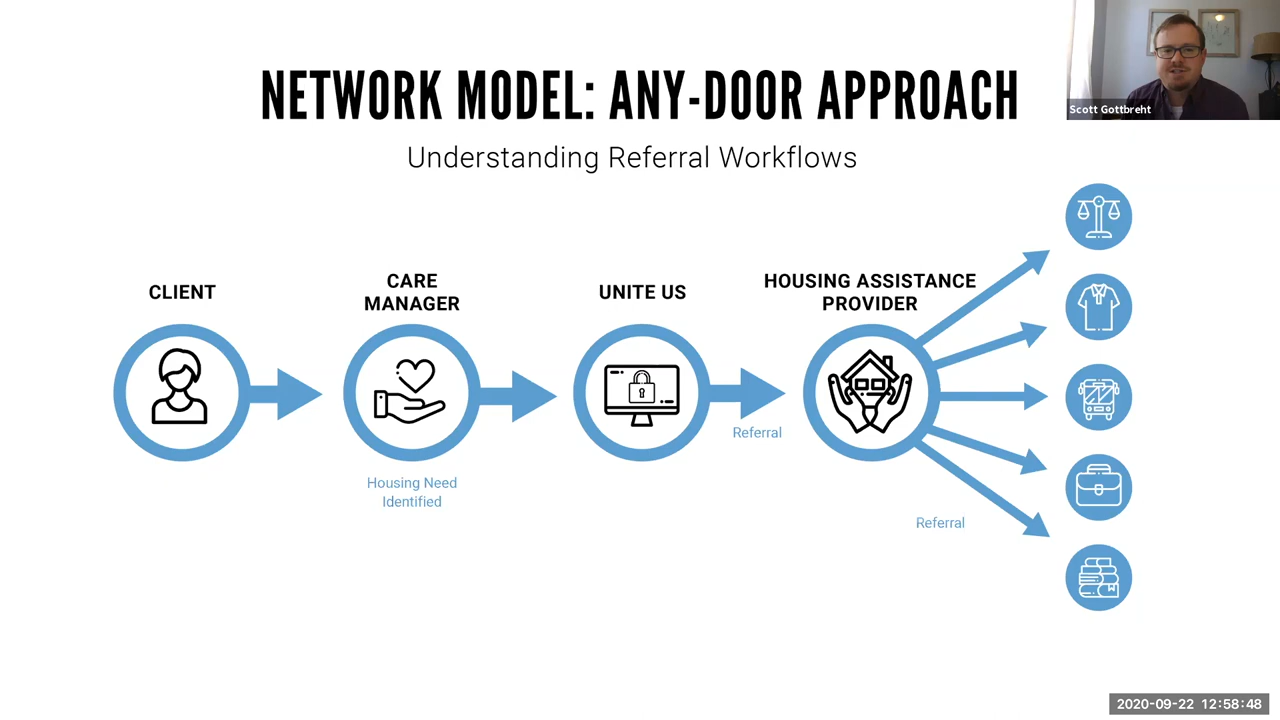 NETWORK MODEL: ANY-DOOR APPROACH
Understanding Referral Workflows
Scott Gottbreht
CLIENT
CARE
MANAGER
UNITE US
HOUSING ASSISTANCE
PROVIDER
Referral
Housing Need
Identified
Referral
2020-09-22 12:58:48